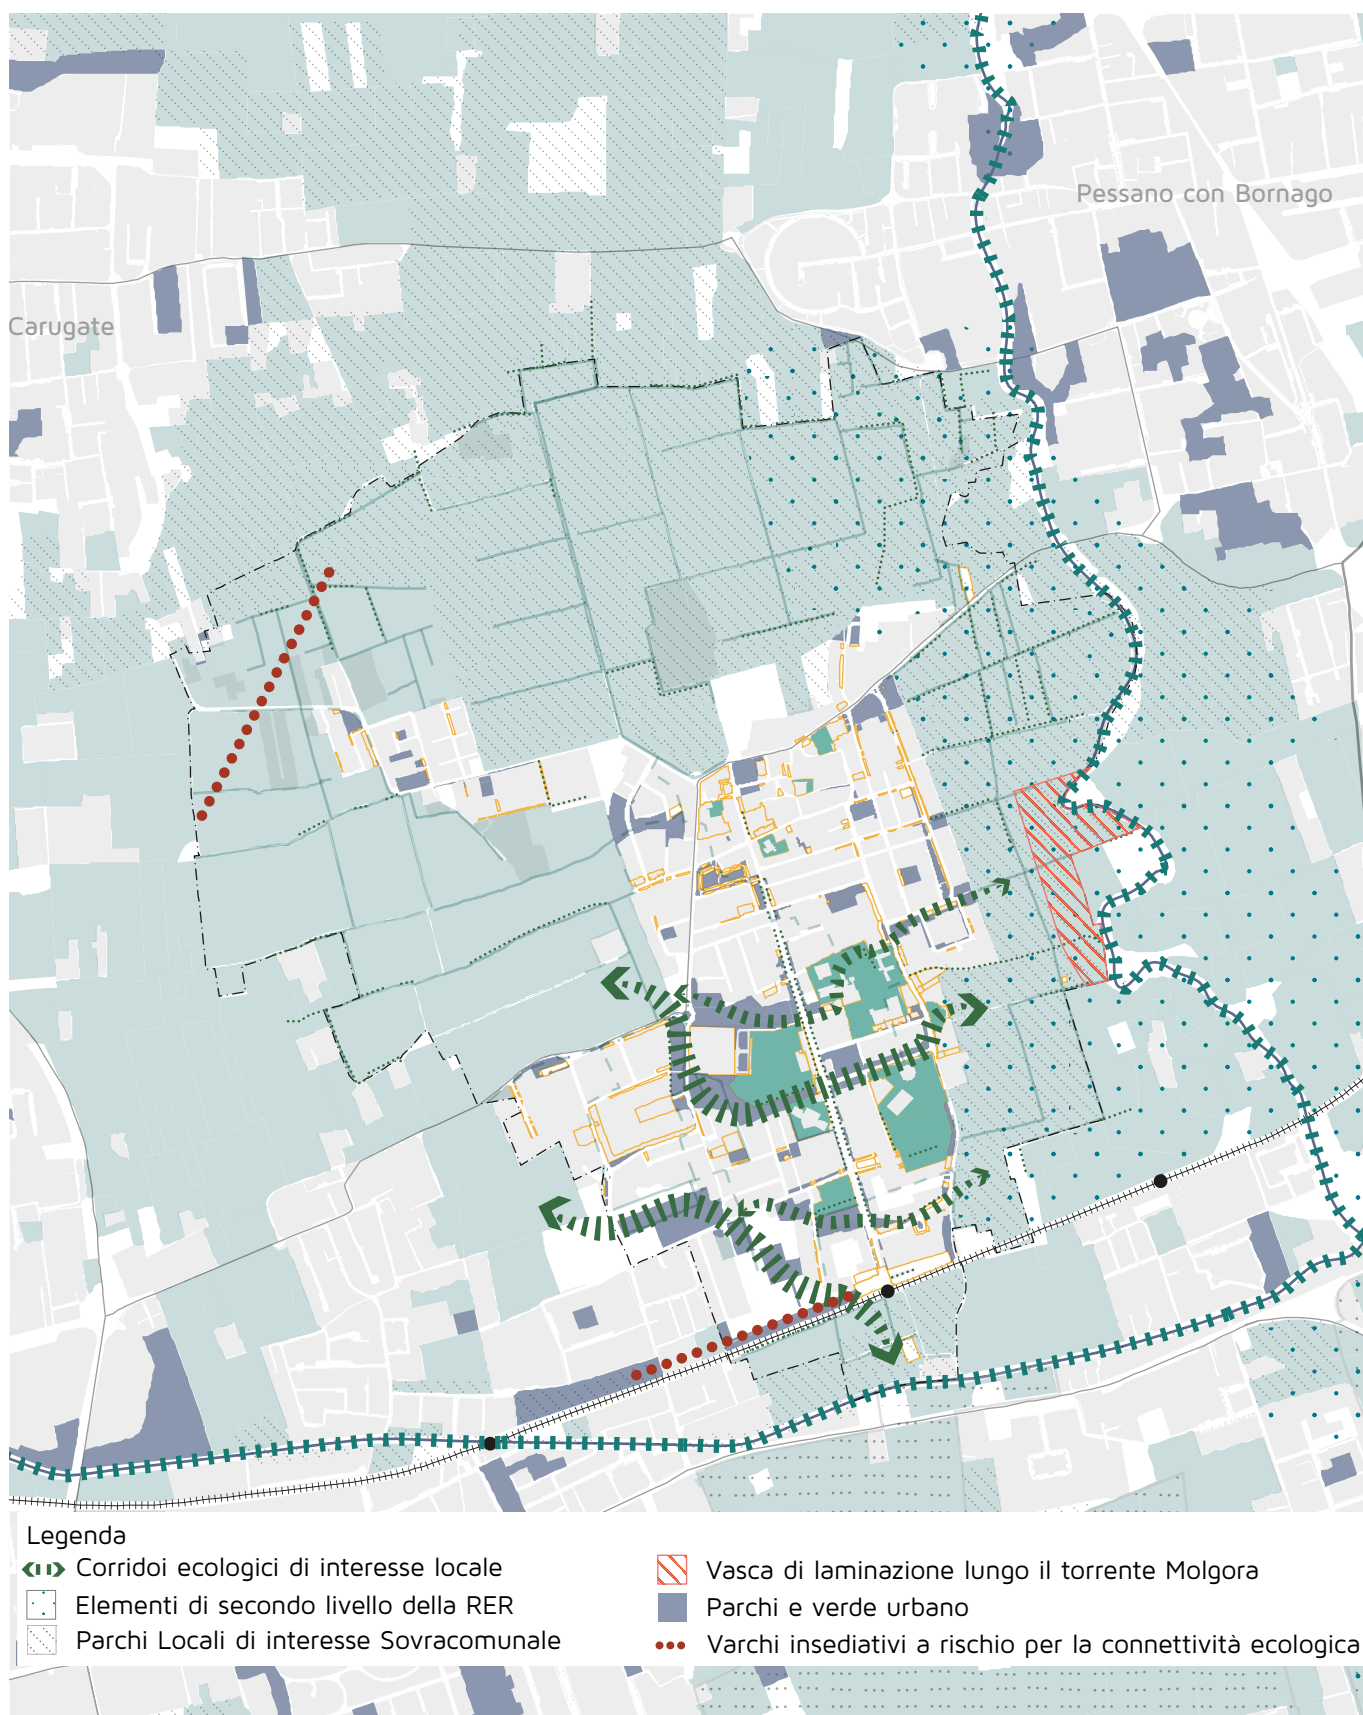 Pessano con Bornago
Carugate
Legenda
Corridoi ecologici di interesse locale
Elementi di secondo livello della RER
Parchi Locali di interesse Sovracomunale
Vasca di laminazione lungo il torrente Molgora
Parchi e verde urbano
Varchi insediativi a rischio per la connettività ecologica